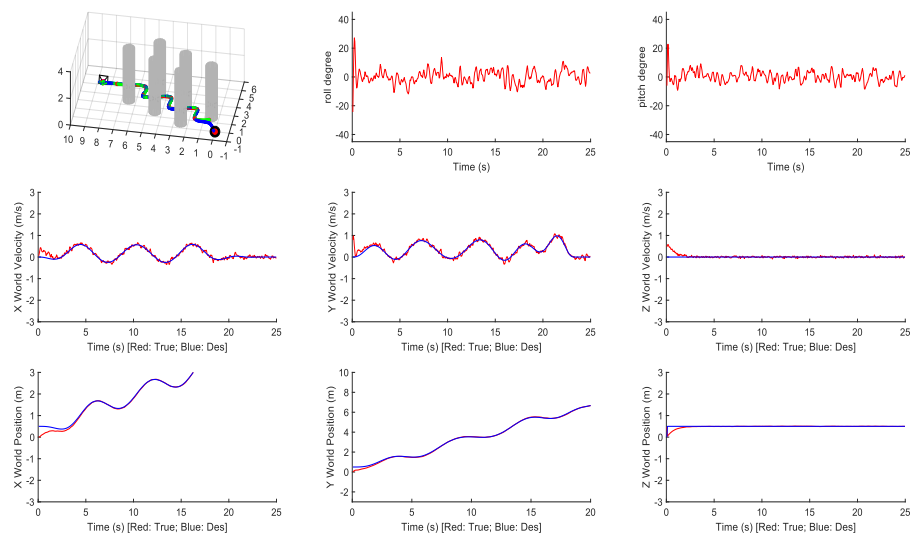 4
2
0
10 9 8 7 6 5 4 3 2 1 0 -1
6
5
4
3
2
1
0
-1
roll degree
40
20
0
-20
-40
0 5 10 15 20 25
Time (s)
pitch degree
40
20
0
-20
-40
0 5 10 15 20 25
Time (s)
X World Velocity (m/s)
3
2
1
0
-1
-2
-3
0 5 10 15 20 25
Time (s) [Red: True; Blue: Des]
Y World Velocity (m/s)
3
2
1
0
-1
-2
-3
0 5 10 15 20 25
Time (s) [Red: True; Blue: Des]
Z World Velocity (m/s)
3
2
1
0
-1
-2
-3
0 5 10 15 20 25
Time (s) [Red: True; Blue: Des]
X World Position (m)
3
2
1
0
-1
-2
-3
0 5 10 15 20 25
Time (s) [Red: True; Blue: Des]
Y World Position (m)
10
8
6
4
2
0
-2
0 5 10 15 20
Time (s) [Red: True; Blue: Des]
Z World Position (m)
3
2
1
0
-1
-2
-3
0 5 10 15 20 25
Time (s) [Red: True; Blue: Des]